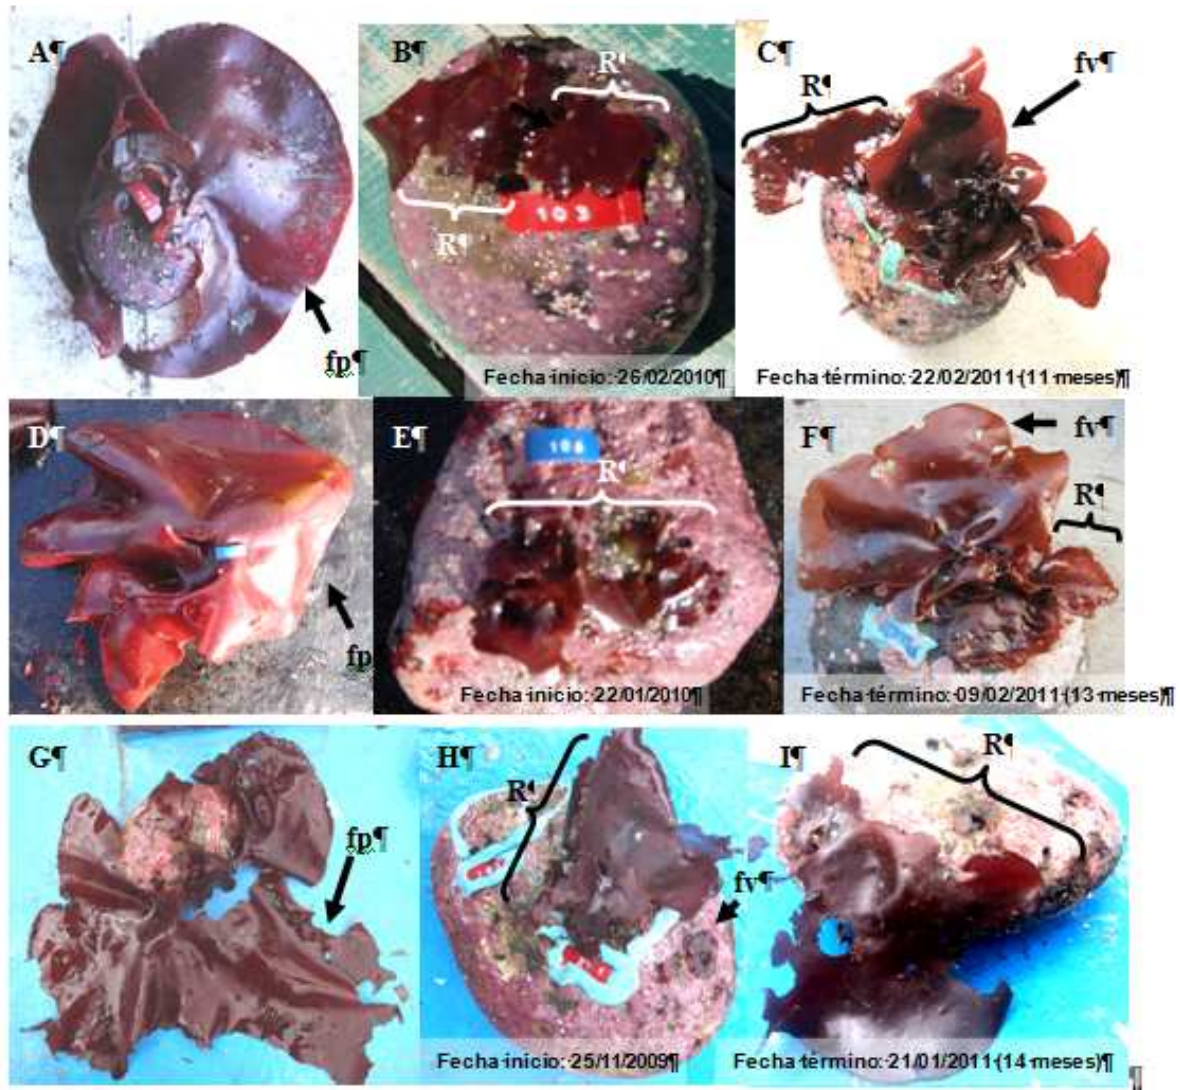 A¶
fp¶
B¶
R¶
103
R¶
Fecha·inicio:·26/02/2010¶
C¶
R¶
fv¶
Fecha·término:·22/02/2011·(11·meses)¶
D¶
fp
E¶
106
R¶
Fecha·inicio:·22/01/2010¶
F¶
fv¶
R¶
Fecha·término:·09/02/2011·(13·meses)¶
G¶
fp¶
H¶
R¶
fv¶
Fecha·inicio:·25/11/2009¶
I¶
R¶
Fecha·término:·21/01/2011·(14·meses)¶
¶